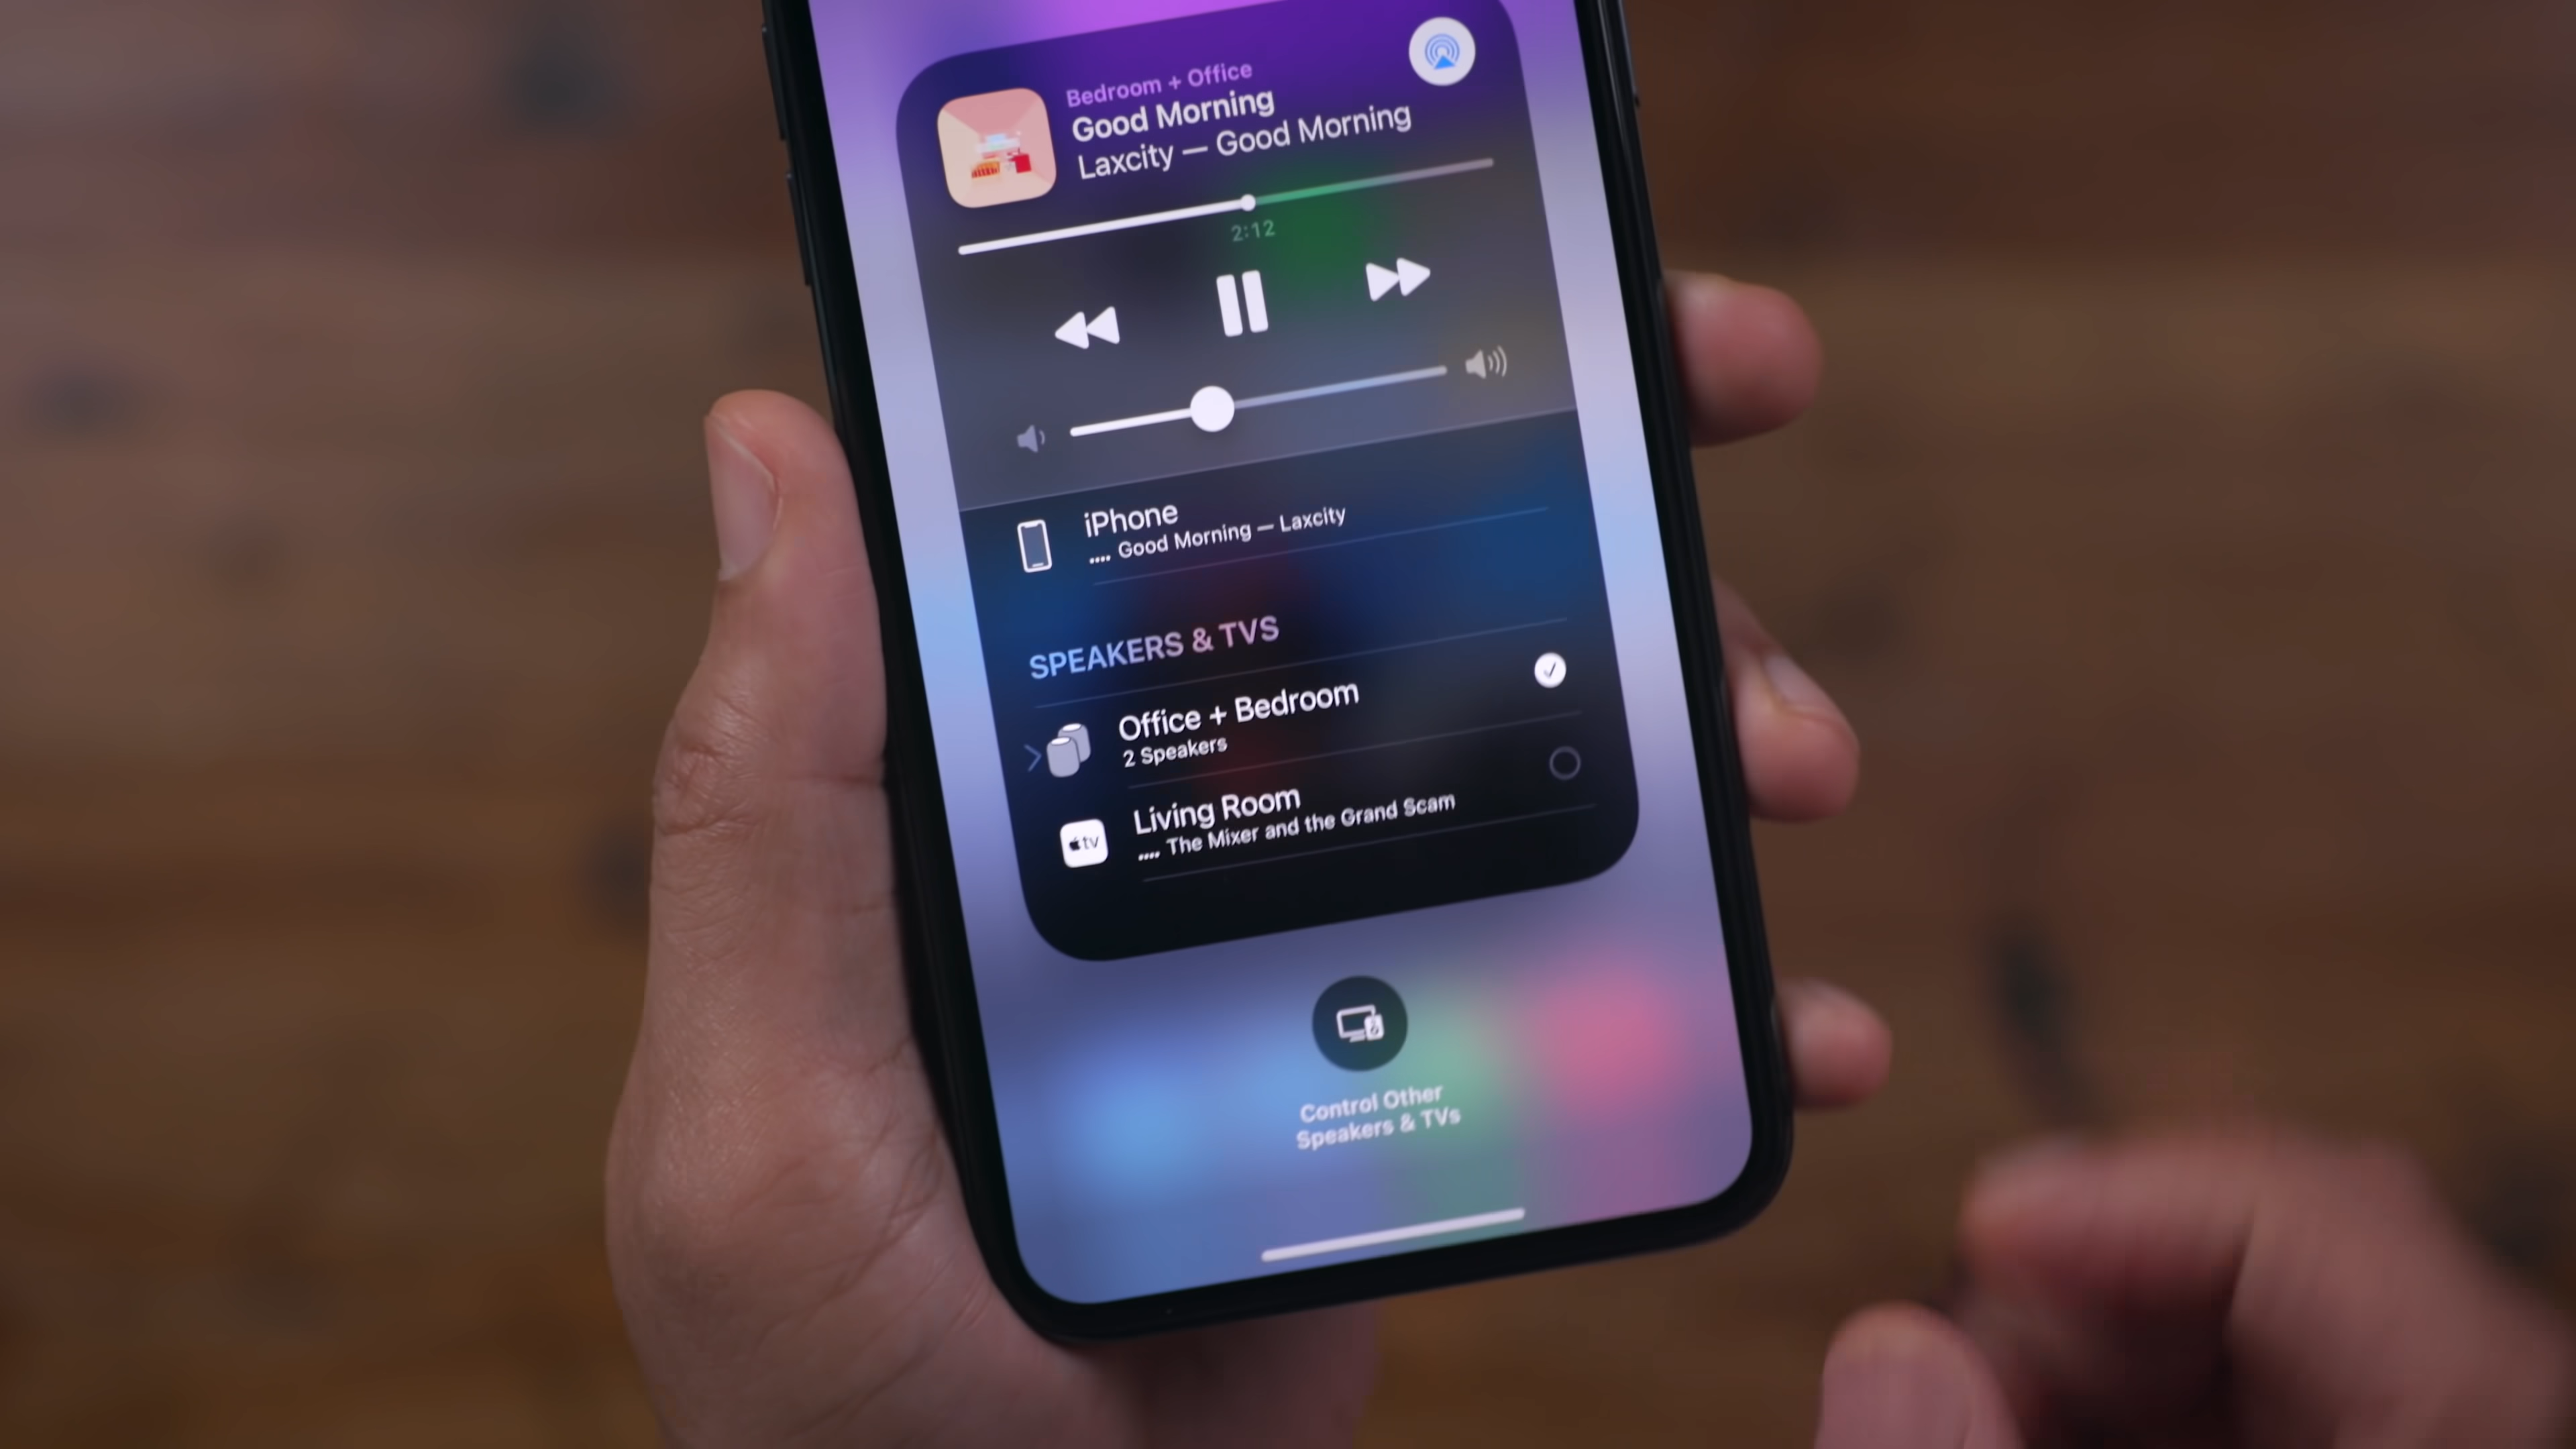 Bedroom + Office
Good Morning
Laxcity — Good Morning
2:12
iPhone
.... Good Morning — Laxcity
SPEAKERS & TVS
Office + Bedroom
2 Speakers
tv
Living Room
.... The Mixer and the Grand Scam
Control Other
Speakers & TVs